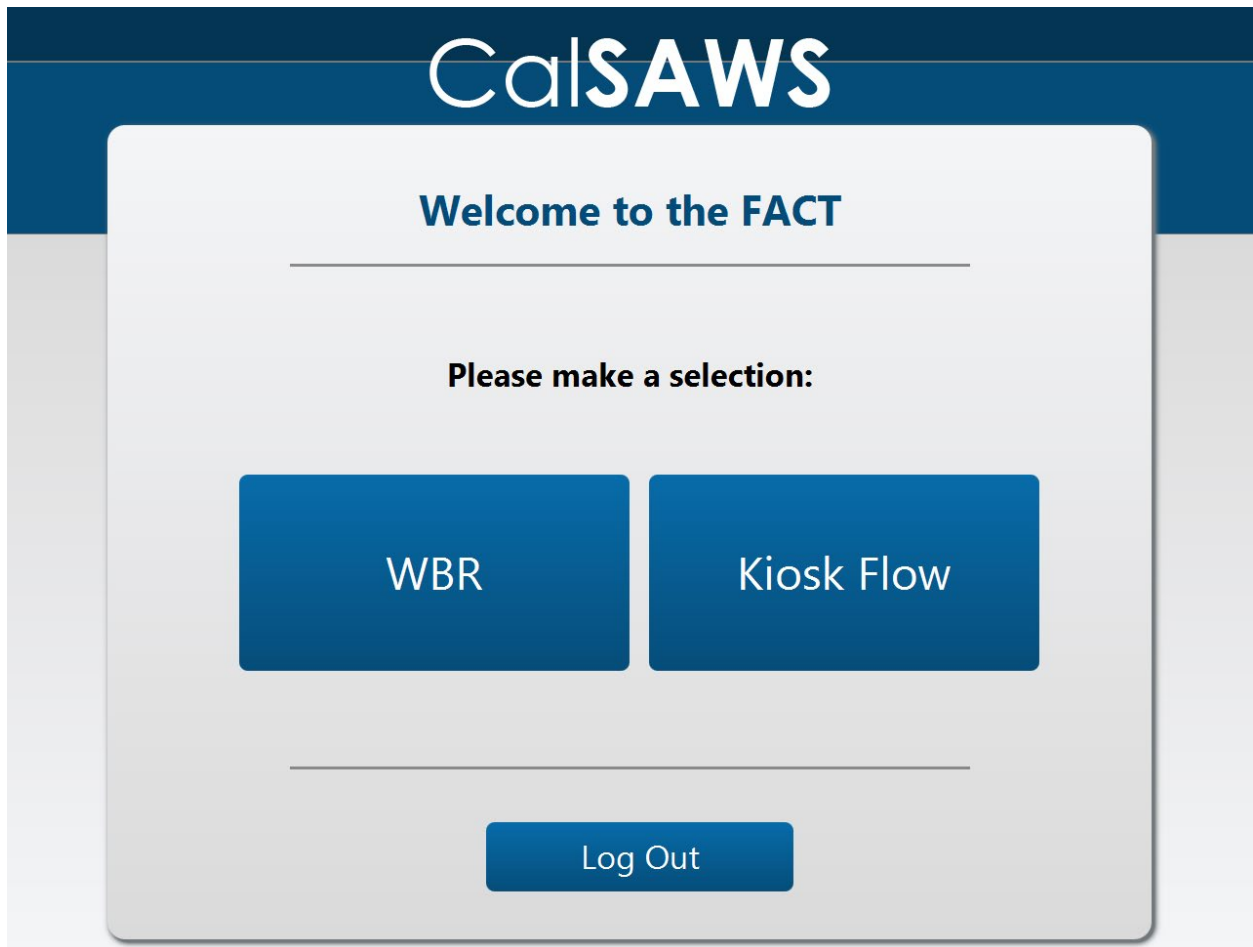 CalSAWS
Welcome to the FACT
Please make a selection:
WBR
Kiosk Flow
Log Out